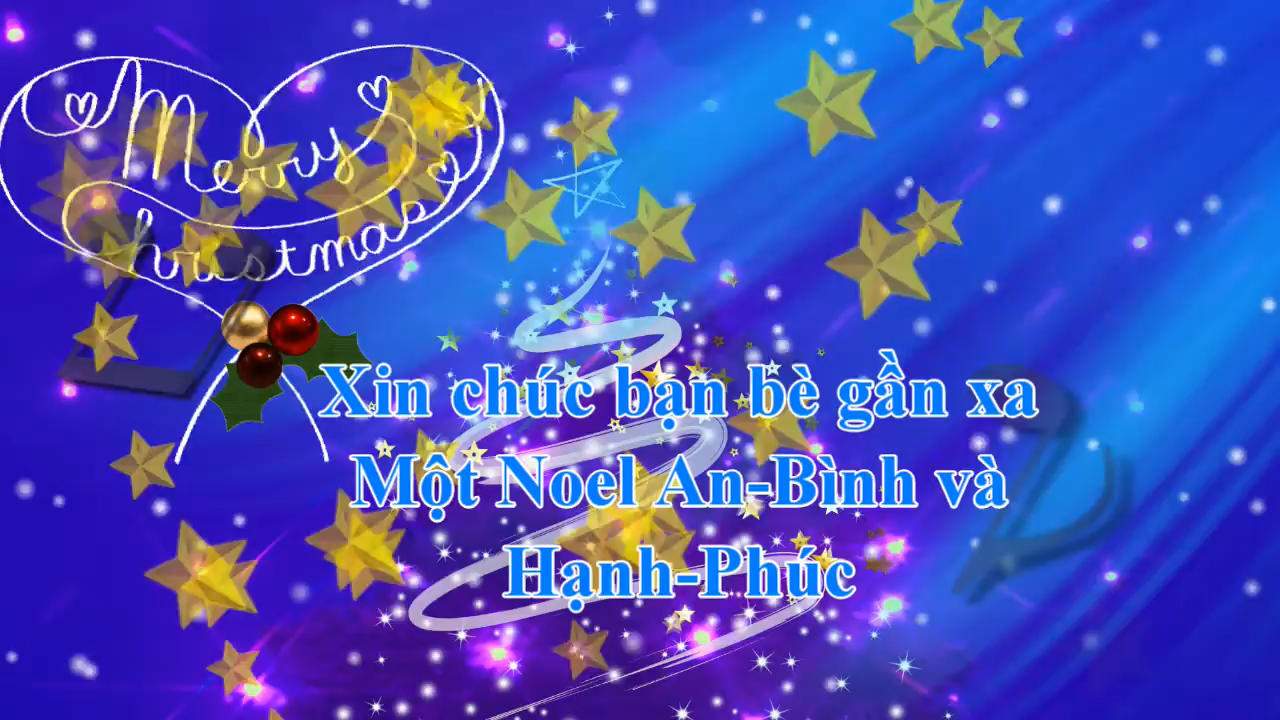 Merry
Christmas
Xin chúc bạn bè gần xa
Một Noel An-Bình và
Hạnh-Phúc